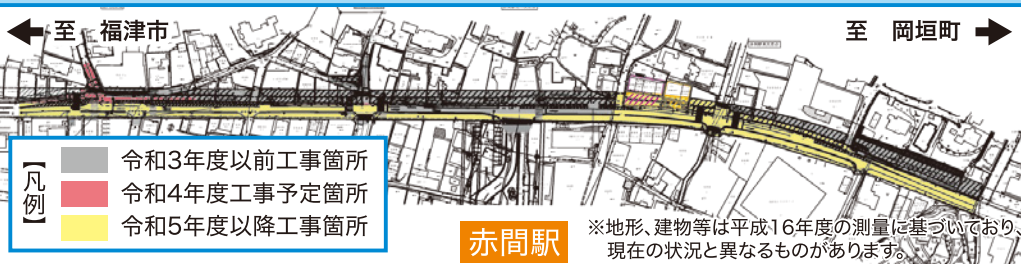 至 福津市
至 岡垣町
【凡例】
令和3年度以前工事箇所
令和4年度工事予定箇所
令和5年度以降工事箇所
赤間駅
※地形、建物等は平成16年度の測量に基づいており、
現在の状況と異なるものがあります。